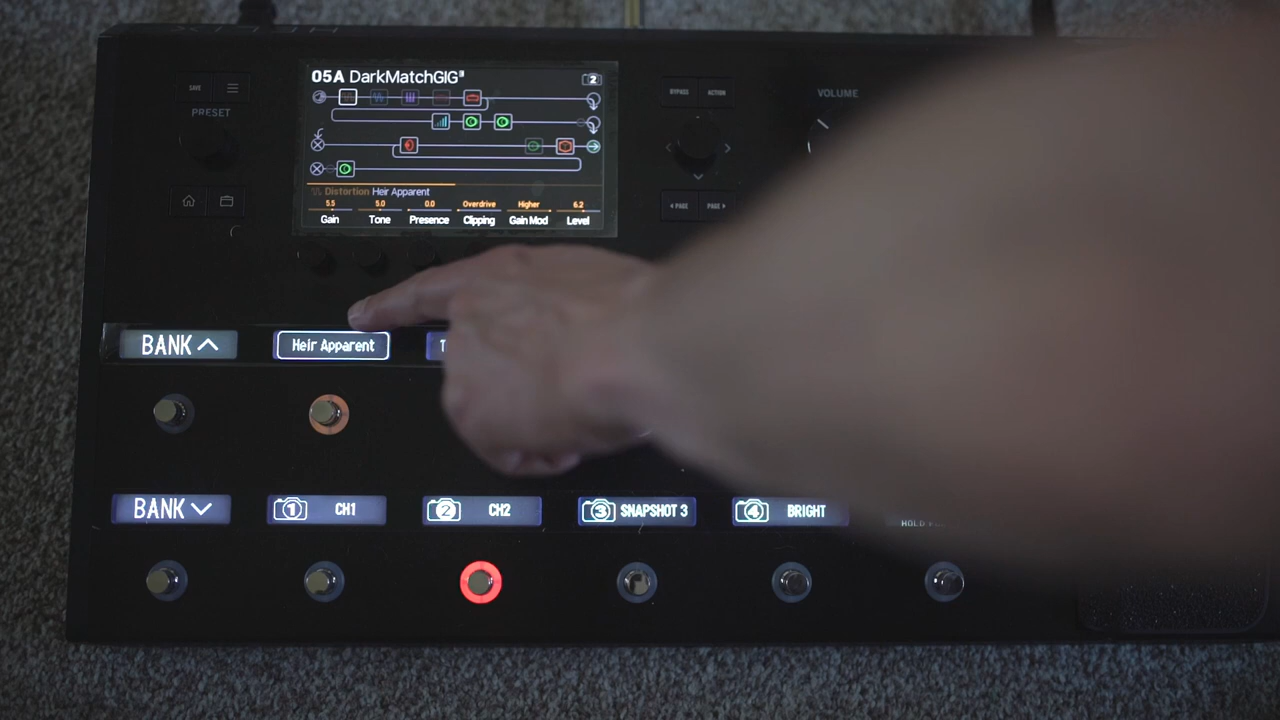 HELIX
05A DarkMatchGIG
2
SAVE
PRESET
BYPASS
ACTION
VOLUME
Distortion Heir Apparent
5.5 5.0 0.0 Overdrive Higher 6.2
Gain Tone Presence Clipping Gain Mod Level
PAGE
PAGE
BANK
Heir Apparent
T
BANK
1 CH1
2 CH2
3 SNAPSHOT 3
4 BRIGHT
HOLD